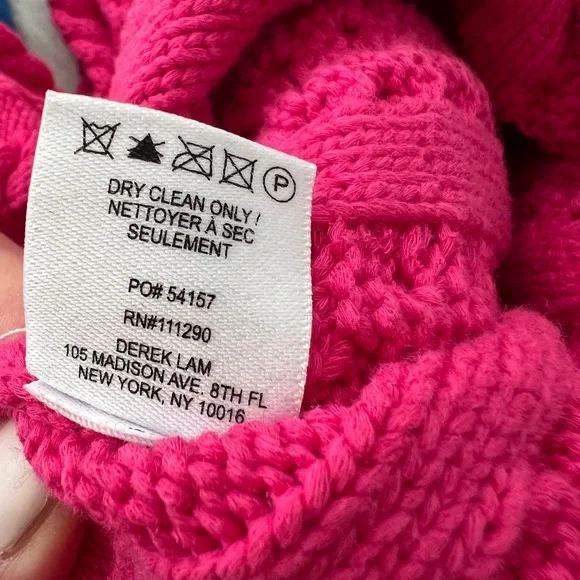 P
DRY CLEAN ONLY /
NETTOYER À SEC
SEULEMENT
PO# 54157
RN#111290
DEREK LAM
105 MADISON AVE. 8TH FL
NEW YORK, NY 10016